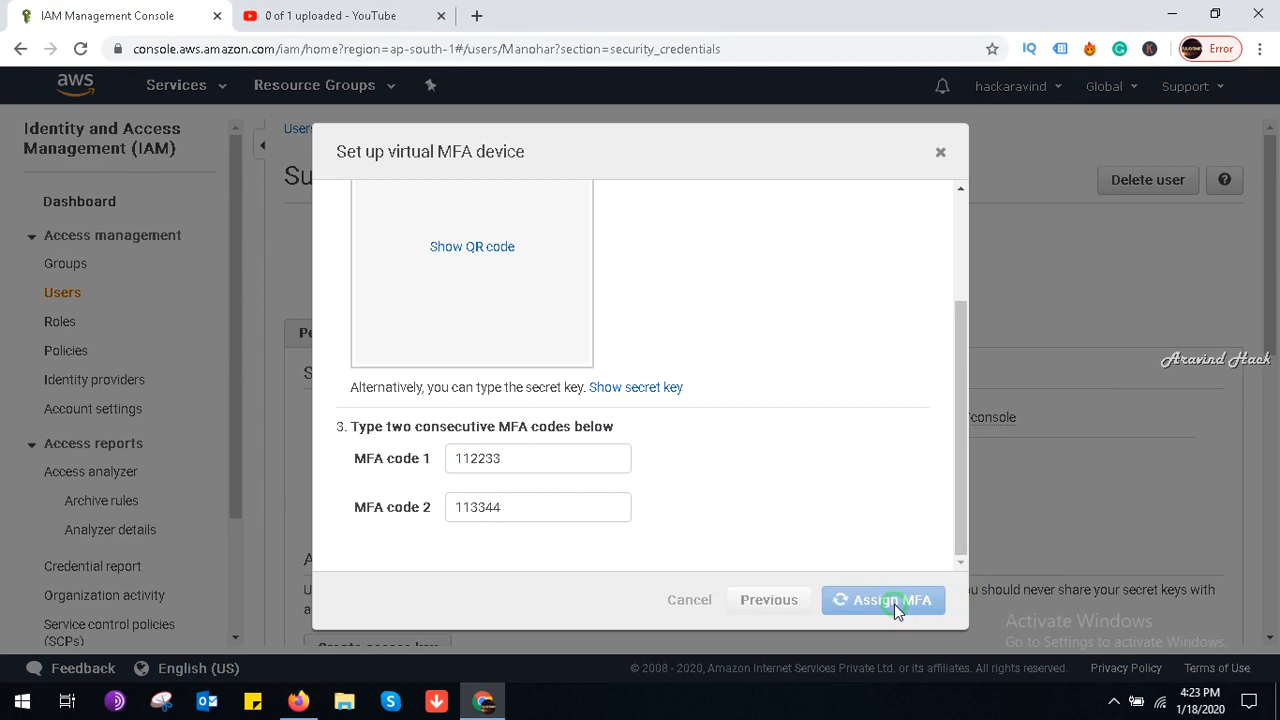 IAM Management Console
0 of 1 uploaded - YouTube
console.aws.amazon.com/iam/home?region=ap-south-1#/users/Manohar?section=security_credentials
Error
aws
Services
Resource Groups
hackaravind
Global
Support
Identity and Access
Management (IAM)
Dashboard
Access management
Groups
Users
Roles
Policies
Identity providers
Account settings
Access reports
Access analyzer
Archive rules
Analyzer details
Credential report
Organization activity
Service control policies
(SCPs)
Users
Su
Delete user
Set up virtual MFA device
Show QR code
Alternatively, you can type the secret key. Show secret key
3. Type two consecutive MFA codes below
MFA code 1
112233
MFA code 2
113344
Cancel
Previous
Assign MFA
Aravind Hack
console
ou should never share your secret keys with
Create access key
Activate Windows
Go to Settings to activate Windows.
Feedback
English (US)
© 2008 - 2020, Amazon Internet Services Private Ltd. or its affiliates. All rights reserved.
Privacy Policy
Terms of Use
4:23 PM
1/18/2020